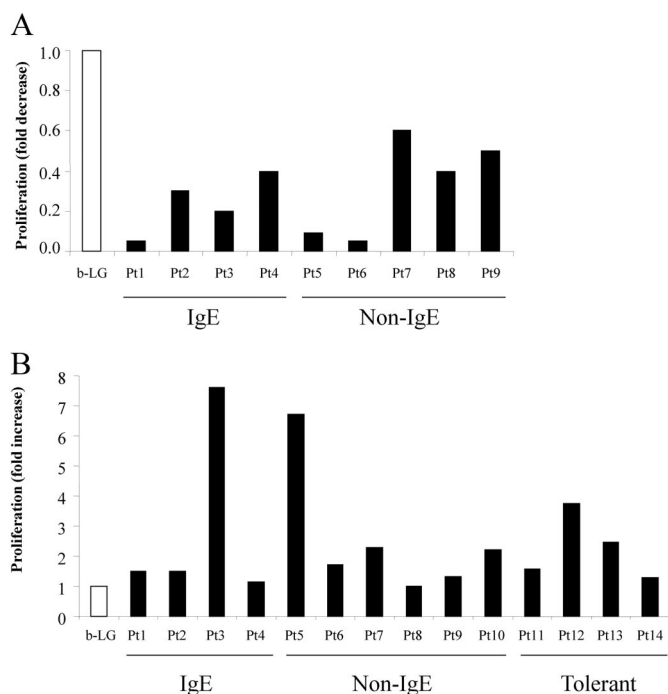 A
Proliferation (fold decrease)
1.0
0.8
0.6
0.4
0.2
0.0
b-LG Pt1 Pt2 Pt3 Pt4 Pt5 Pt6 Pt7 Pt8 Pt9
IgE Non-IgE
B
Proliferation (fold increase)
8
7
6
5
4
3
2
1
0
b-LG Pt1 Pt2 Pt3 Pt4 Pt5 Pt6 Pt7 Pt8 Pt9 Pt10 Pt11 Pt12 Pt13 Pt14
IgE Non-IgE Tolerant